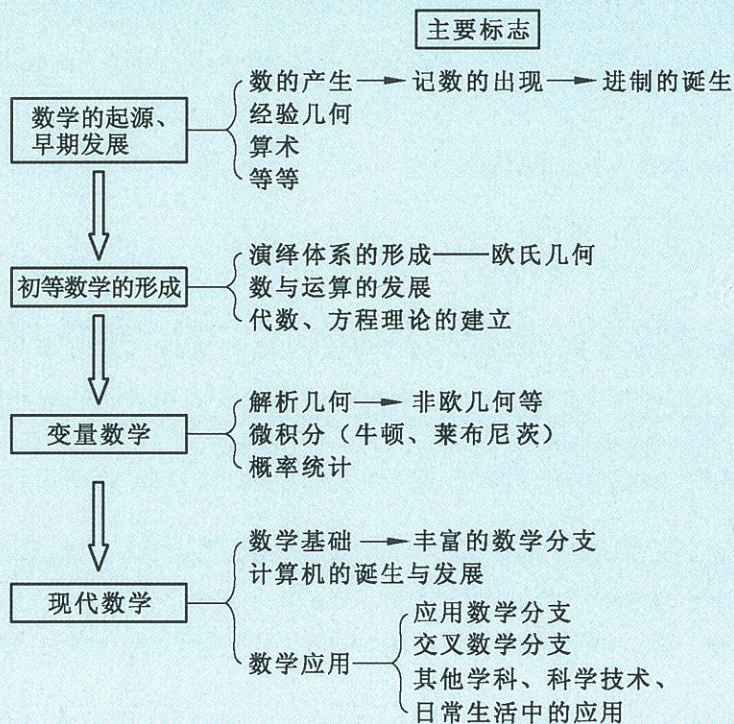 主要标志
数学的起源、
早期发展
数的产生 记数的出现 进制的诞生
经验几何
算术
等等
初等数学的形成
演绎体系的形成——欧氏几何
数与运算的发展
代数、方程理论的建立
变量数学
解析几何 非欧几何等
微积分（牛顿、莱布尼茨）
概率统计
现代数学
数学基础 丰富的数学分支
计算机的诞生与发展
数学应用
应用数学分支
交叉数学分支
其他学科、科学技术、
日常生活中的应用